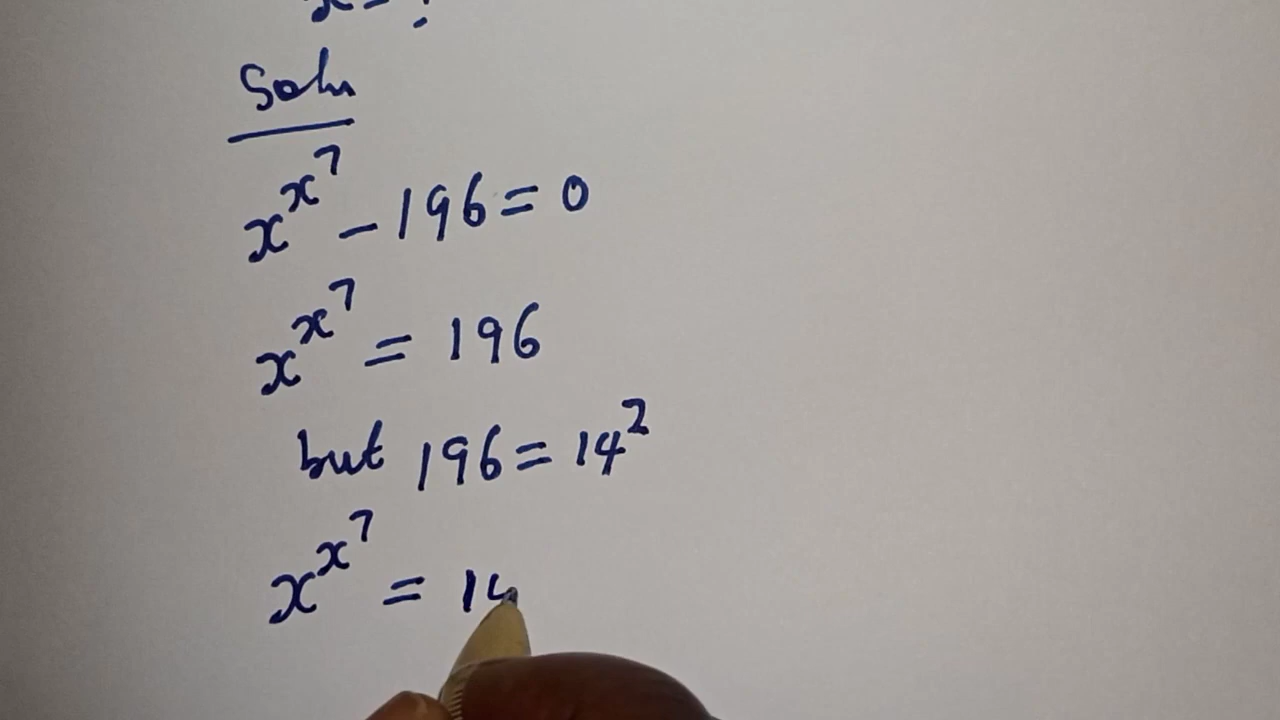 x = ?
Soln
x^{x^7} - 196 = 0
x^{x^7} = 196
but 196 = 14^2
x^{x^7} = 14